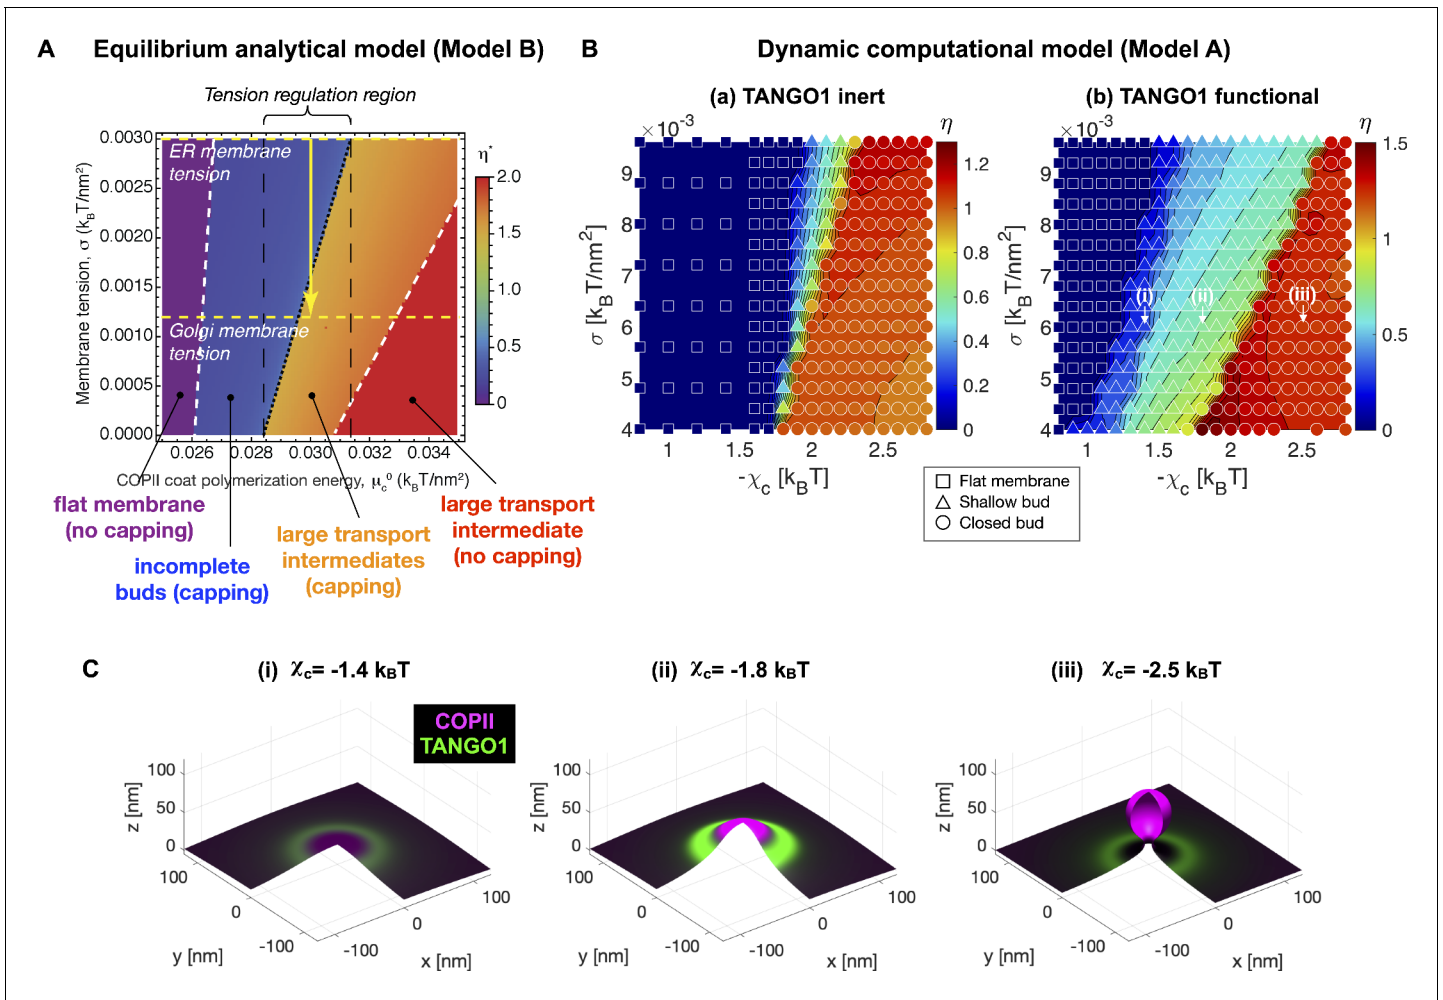 A Equilibrium analytical model (Model B)
Tension regulation region
Membrane tension, σ (kBT/nm²)
0.0030
0.0025
0.0020
0.0015
0.0010
0.0005
0.0000
ER membrane
tension
Golgi membrane
tension
η*
2.0
1.5
1.0
0.5
0
0.026 0.028 0.030 0.032 0.034
COPII coat polymerization energy, μc⁰ (kBT/nm²)
flat membrane
(no capping)
incomplete
buds (capping)
large transport
intermediates
(capping)
large transport
intermediate
(no capping)
B Dynamic computational model (Model A)
(a) TANGO1 inert
×10⁻³
η
σ [kBT/nm²]
9
8
7
6
5
4
1 1.5 2 2.5
-χc [kBT]
1.2
1
0.8
0.6
0.4
0.2
0
(b) TANGO1 functional
×10⁻³
η
σ [kBT/nm²]
9
8
7
6
5
4
(i) (ii) (iii)
1 1.5 2 2.5
-χc [kBT]
1.5
1
0.5
0
Flat membrane
Shallow bud
Closed bud
C
(i) χc= -1.4 kBT
COPII
TANGO1
z [nm]
100
50
0
100
0
-100
y [nm]
-100
0
100
x [nm]
(ii) χc= -1.8 kBT
z [nm]
100
50
0
100
0
-100
y [nm]
-100
0
100
x [nm]
(iii) χc= -2.5 kBT
z [nm]
100
50
0
100
0
-100
y [nm]
-100
0
100
x [nm]